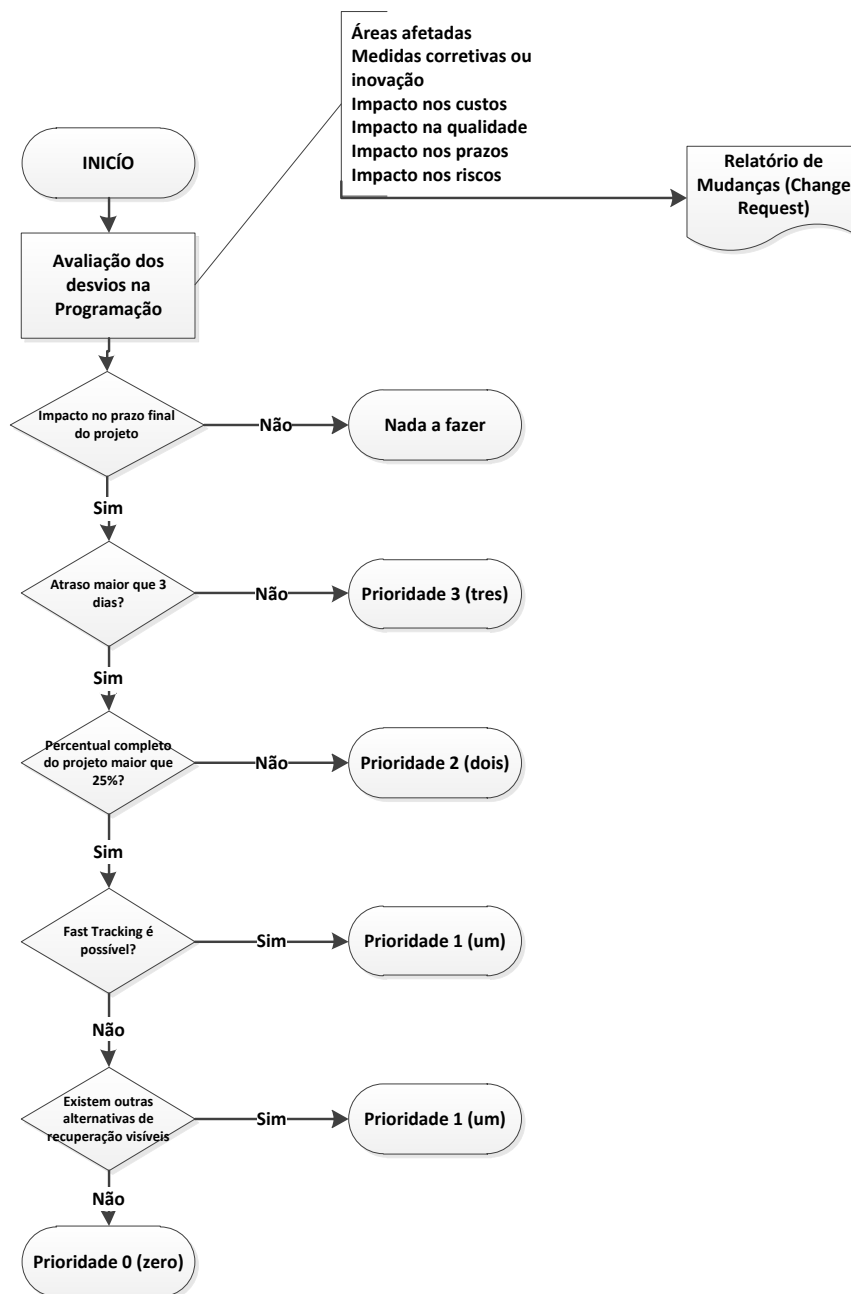 Áreas afetadas
Medidas corretivas ou
inovação
Impacto nos custos
Impacto na qualidade
Impacto nos prazos
Impacto nos riscos
INICÍO
Relatório de
Mudanças (Change
Request)
Avaliação dos
desvios na
Programação
Impacto no prazo final
do projeto
Não
Nada a fazer
Sim
Atraso maior que 3
dias?
Não
Prioridade 3 (tres)
Sim
Percentual completo
do projeto maior que
25%?
Não
Prioridade 2 (dois)
Sim
Fast Tracking é
possível?
Sim
Prioridade 1 (um)
Não
Existem outras
alternativas de
recuperação visíveis
Sim
Prioridade 1 (um)
Não
Prioridade 0 (zero)